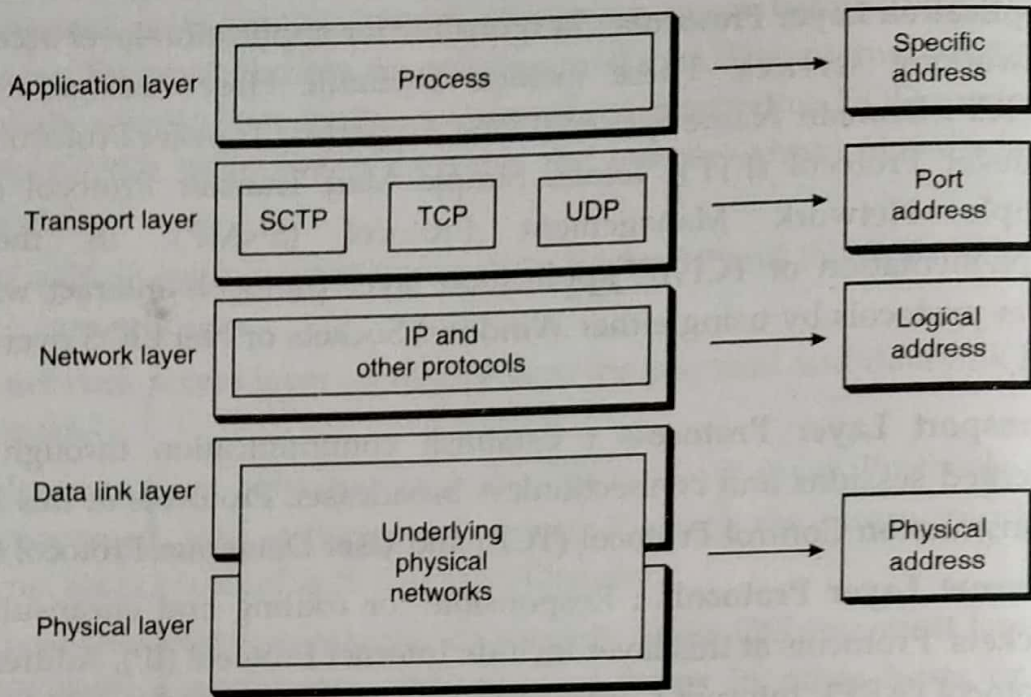 Application layer
Process
Specific
address
Transport layer
SCTP
TCP
UDP
Port
address
Network layer
IP and
other protocols
Logical
address
Data link layer
Physical layer
Underlying
physical
networks
Physical
address